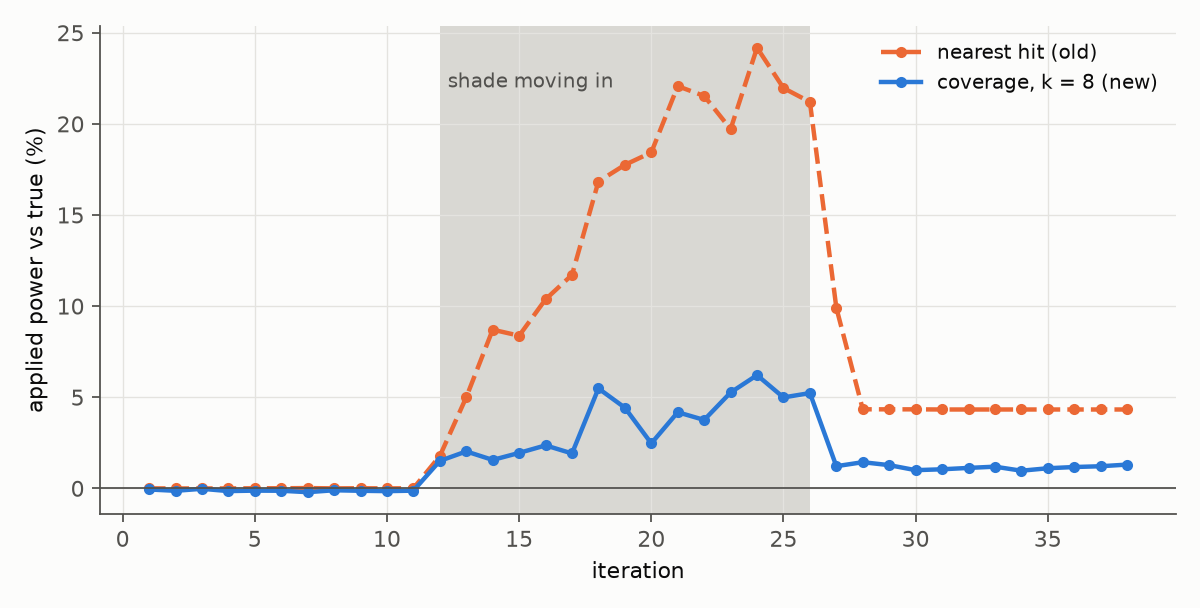 applied power vs true (%)
25
20
15
10
5
0
shade moving in
nearest hit (old)
coverage, k = 8 (new)
0 5 10 15 20 25 30 35
iteration